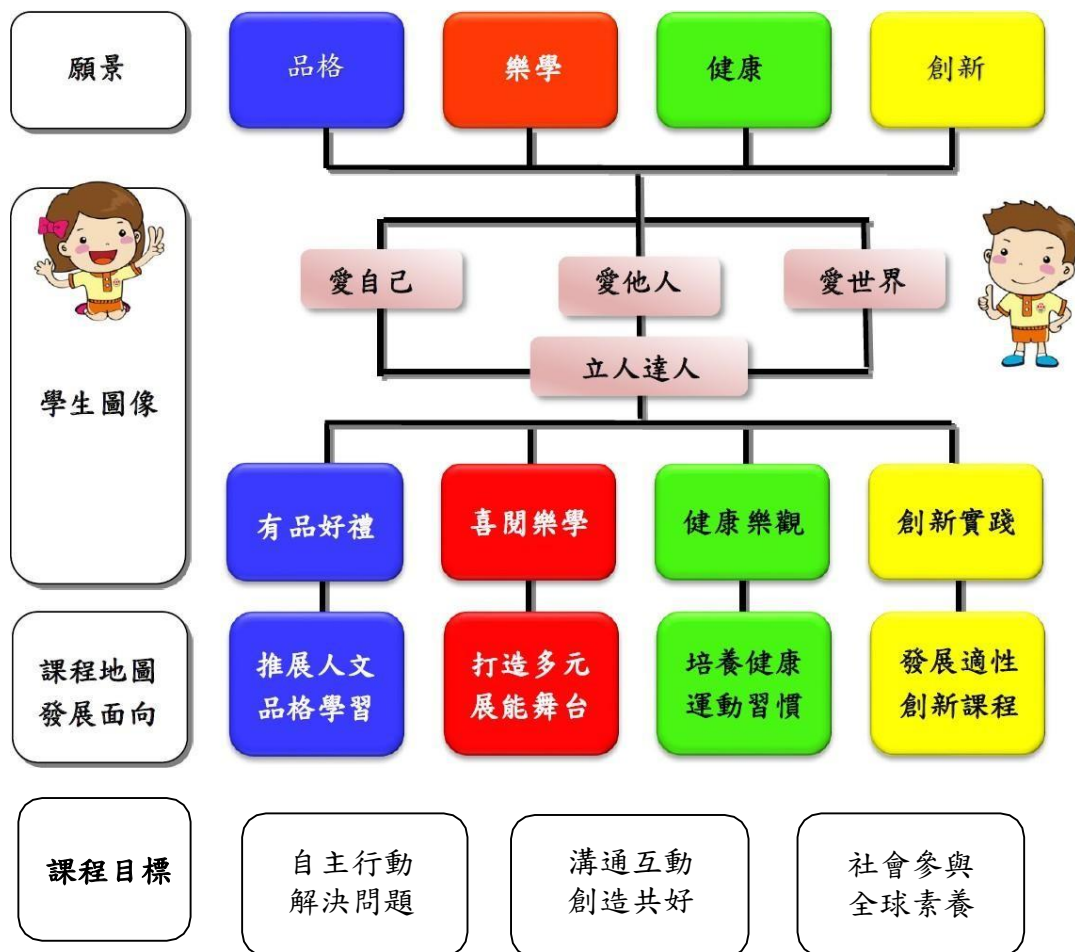 願景
品格
樂學
健康
創新
愛自己
愛他人
愛世界
立人達人
學生圖像
有品好禮
喜閱樂學
健康樂觀
創新實踐
課程地圖
發展面向
推展人文
品格學習
打造多元
展能舞台
培養健康
運動習慣
發展適性
創新課程
課程目標
自主行動
解決問題
溝通互動
創造共好
社會參與
全球素養